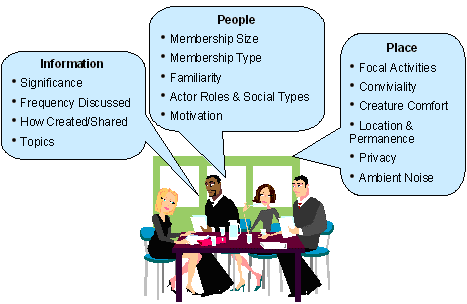 Information
• Significance
• Frequency Discussed
• How Created/Shared
• Topics
People
• Membership Size
• Membership Type
• Familiarity
• Actor Roles & Social Types
• Motivation
Place
• Focal Activities
• Conviviality
• Creature Comfort
• Location &
Permanence
• Privacy
• Ambient Noise